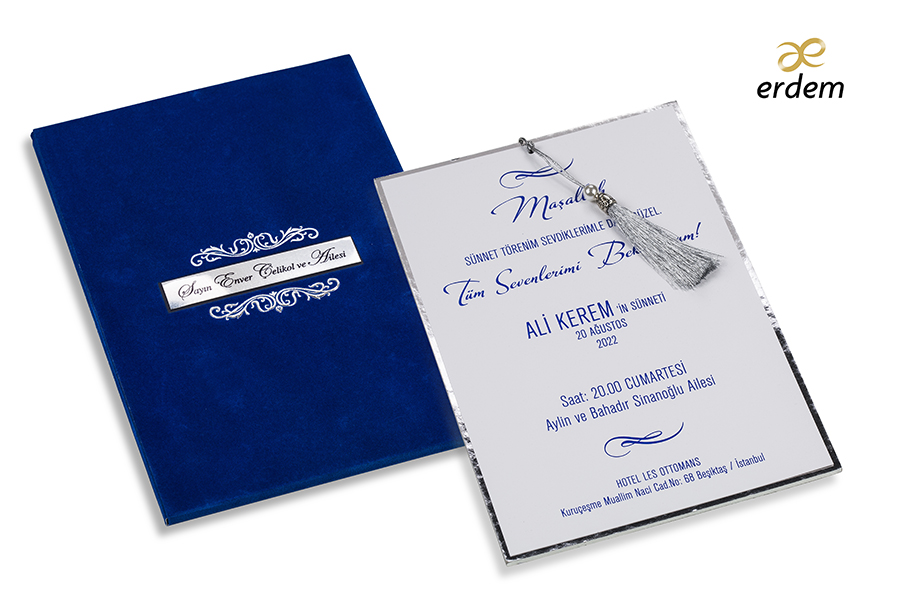 erdem
Sayın Enver Çelikol ve Ailesi
SÜNNET TÖRENİM SEVDİKLERİMLE
Tüm Sevenlerimi
ALİ KEREM 'İN SÜNNETİ
20 AĞUSTOS
2022
Saat: 20.00 CUMARTESİ
Aylin ve Bahadır Sinanoğlu Ailesi
HOTEL LES OTTOMANS
Kuruçeşme Muallim Naci Cad.No: 68 Beşiktaş / İstanbul